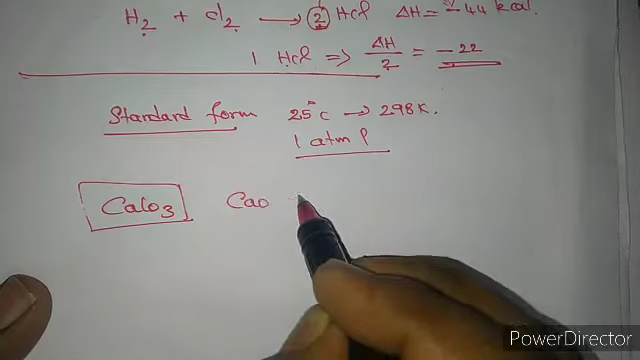 H2 + Cl2 → 2 HCl ΔH = -44 kcal.
1 HCl ⇒ ΔH/2 = -22
Standard form 25°C → 298K.
1 atm P
CaCO3 CaO
PowerDirector